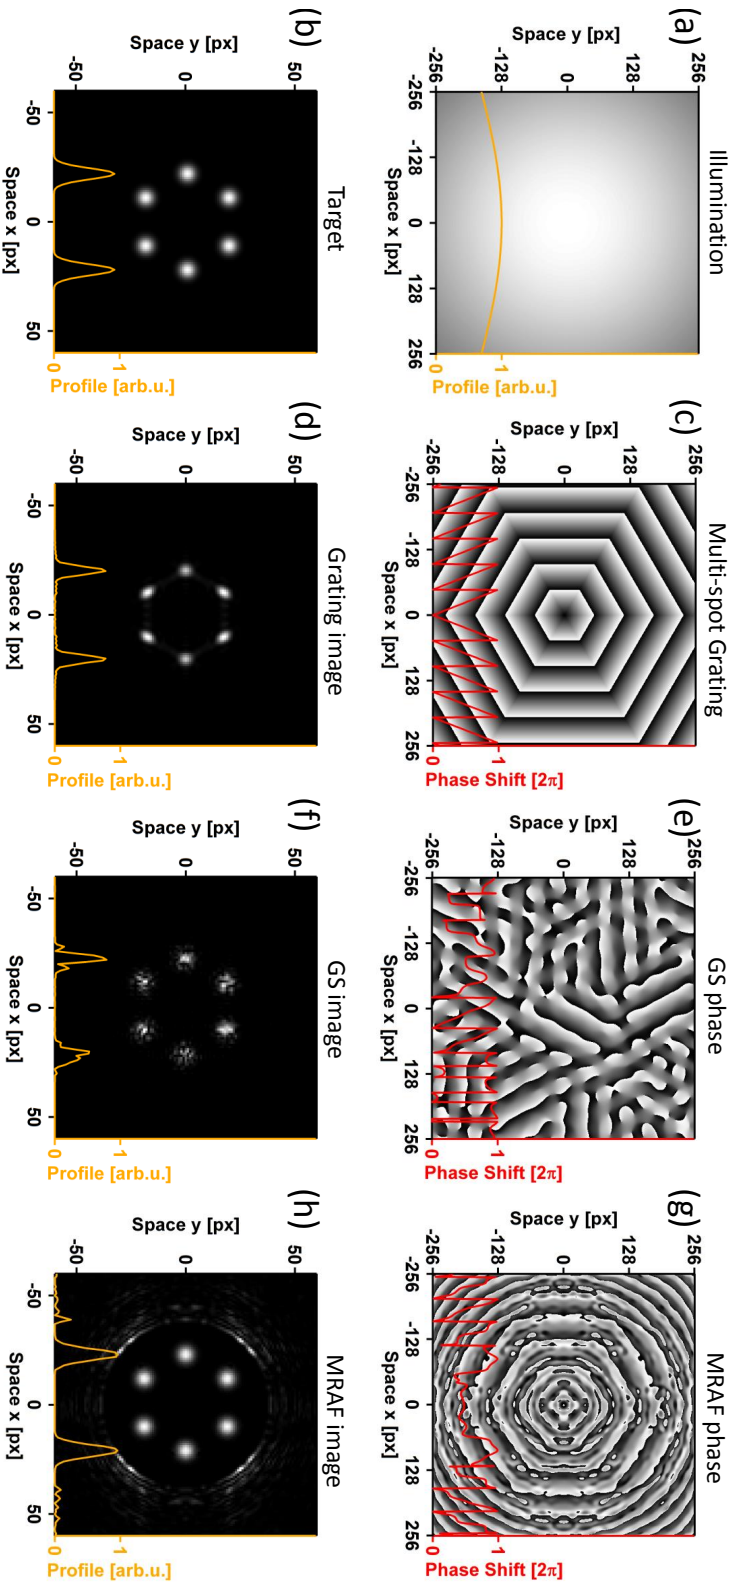 (a)
Illumination
Space y [px]
256
128
0
-128
-256
-256
-128
0
128
256
Space x [px]
1
0
Profile [arb.u.]
(c)
Multi-spot Grating
Space y [px]
256
128
0
-128
-256
-256
-128
0
128
256
Space x [px]
1
0
Phase Shift [2π]
(e)
GS phase
Space y [px]
256
128
0
-128
-256
-256
-128
0
128
256
Space x [px]
1
0
Phase Shift [2π]
(g)
MRAF phase
Space y [px]
256
128
0
-128
-256
-256
-128
0
128
256
Space x [px]
1
0
Phase Shift [2π]
(b)
Target
Space y [px]
50
0
-50
-50
0
50
Space x [px]
1
0
Profile [arb.u.]
(d)
Grating image
Space y [px]
50
0
-50
-50
0
50
Space x [px]
1
0
Profile [arb.u.]
(f)
GS image
Space y [px]
50
0
-50
-50
0
50
Space x [px]
1
0
Profile [arb.u.]
(h)
MRAF image
Space y [px]
50
0
-50
-50
0
50
Space x [px]
1
0
Profile [arb.u.]